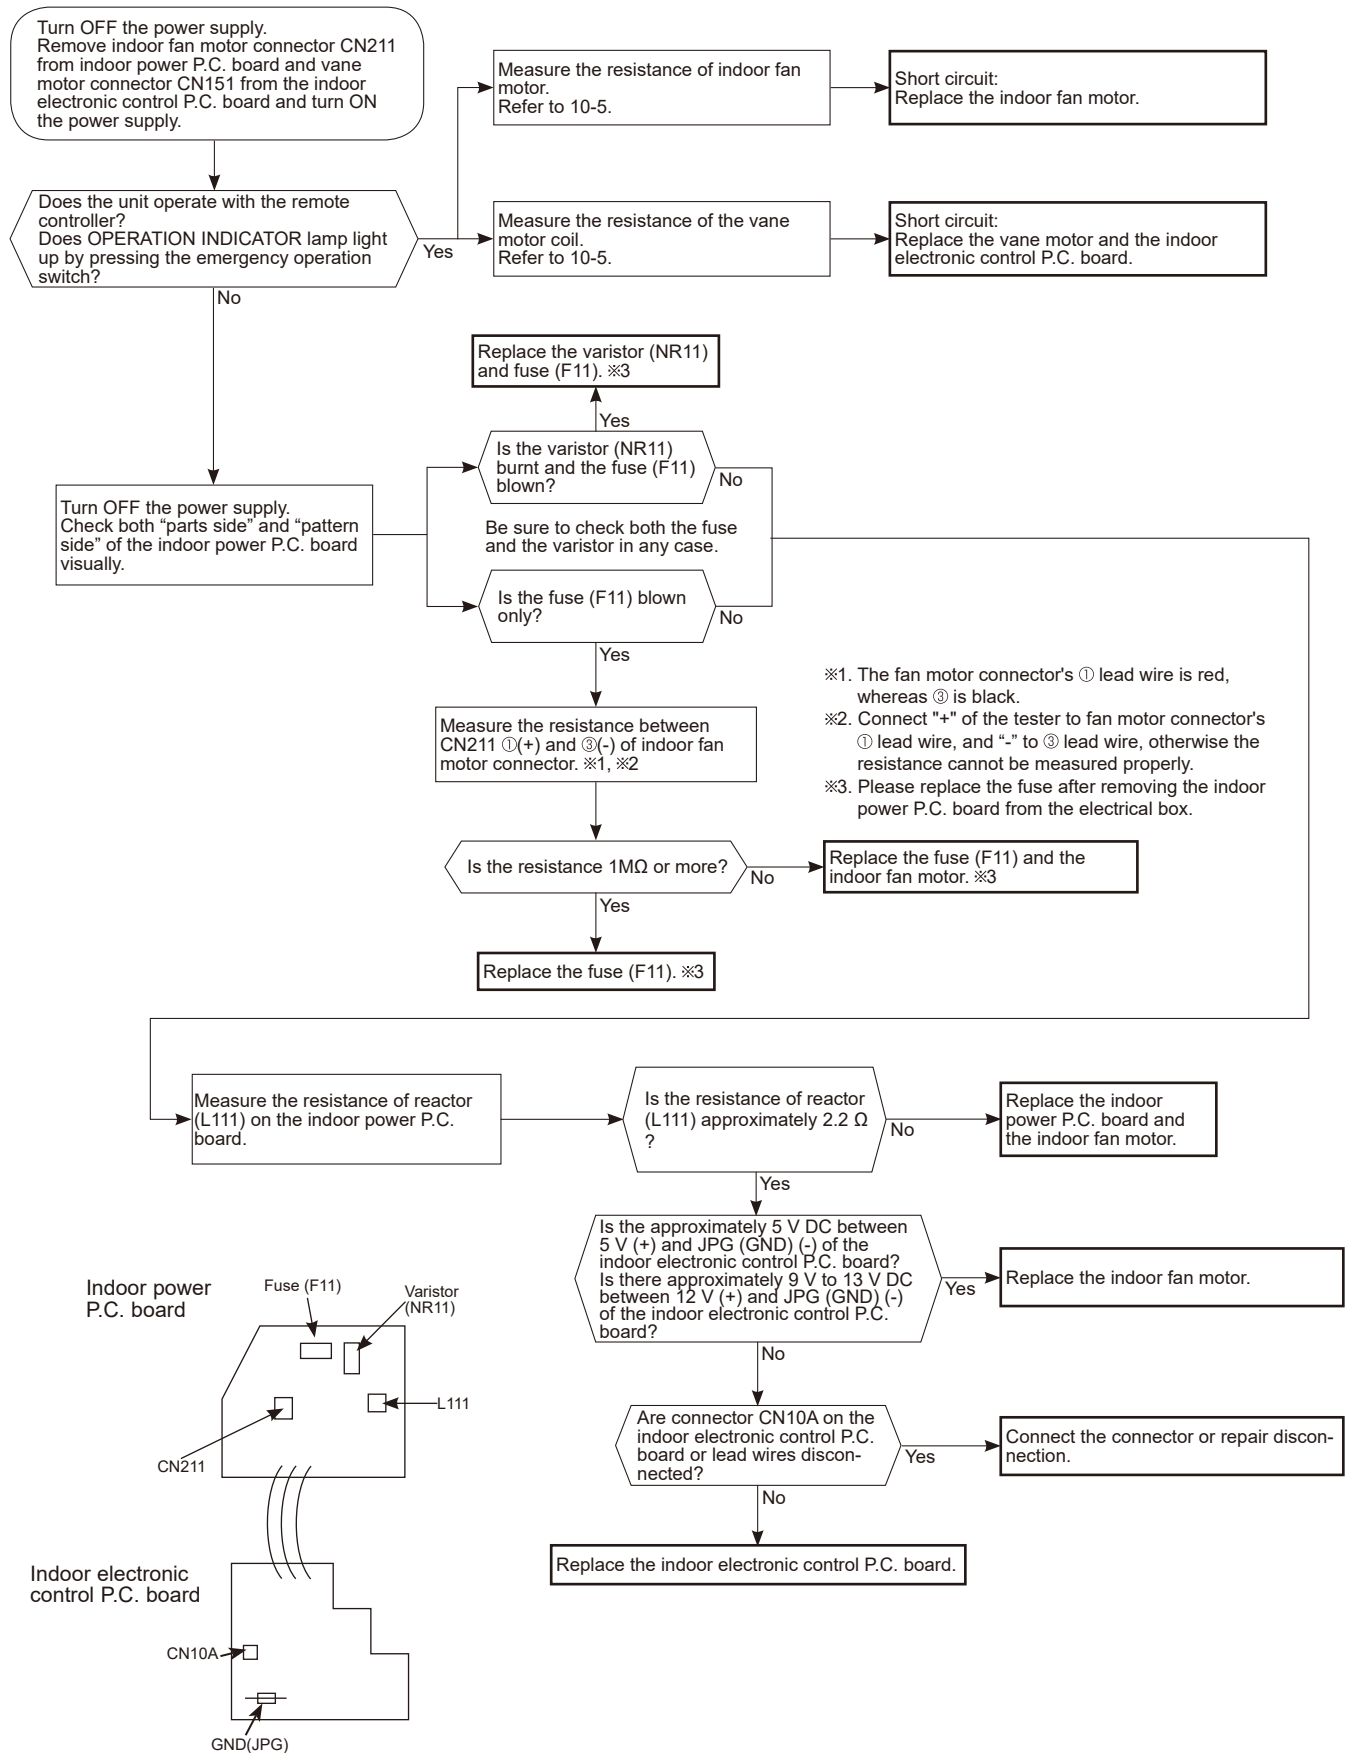 Turn OFF the power supply.
Remove indoor fan motor connector CN211
from indoor power P.C. board and vane
motor connector CN151 from the indoor
electronic control P.C. board and turn ON
the power supply.
Measure the resistance of indoor fan
motor.
Refer to 10-5.
Short circuit:
Replace the indoor fan motor.
Does the unit operate with the remote
controller?
Does OPERATION INDICATOR lamp light
up by pressing the emergency operation
switch?
Yes
Measure the resistance of the vane
motor coil.
Refer to 10-5.
Short circuit:
Replace the vane motor and the indoor
electronic control P.C. board.
No
Replace the varistor (NR11)
and fuse (F11). ※3
Yes
Is the varistor (NR11)
burnt and the fuse (F11)
blown?
No
Turn OFF the power supply.
Check both “parts side” and “pattern
side” of the indoor power P.C. board
visually.
Be sure to check both the fuse
and the varistor in any case.
Is the fuse (F11) blown
only?
No
Yes
※1. The fan motor connector's ① lead wire is red,
whereas ③ is black.
※2. Connect "+" of the tester to fan motor connector's
① lead wire, and “-” to ③ lead wire, otherwise the
resistance cannot be measured properly.
※3. Please replace the fuse after removing the indoor
power P.C. board from the electrical box.
Measure the resistance between
CN211 ①(+) and ③(-) of indoor fan
motor connector. ※1, ※2
Is the resistance 1MΩ or more?
No
Replace the fuse (F11) and the
indoor fan motor. ※3
Yes
Replace the fuse (F11). ※3
Measure the resistance of reactor
(L111) on the indoor power P.C.
board.
Is the resistance of reactor
(L111) approximately 2.2 Ω
?
No
Replace the indoor
power P.C. board and
the indoor fan motor.
Yes
Is the approximately 5 V DC between
5 V (+) and JPG (GND) (-) of the
indoor electronic control P.C. board?
Is there approximately 9 V to 13 V DC
between 12 V (+) and JPG (GND) (-)
of the indoor electronic control P.C.
board?
Yes
Replace the indoor fan motor.
No
Are connector CN10A on the
indoor electronic control P.C.
board or lead wires discon-
nected?
Yes
Connect the connector or repair discon-
nection.
No
Replace the indoor electronic control P.C. board.
Indoor power
P.C. board
Fuse (F11)
Varistor
(NR11)
L111
CN211
Indoor electronic
control P.C. board
CN10A
GND(JPG)